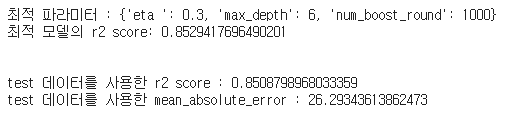 최적 파라미터 : {'eta ': 0.3, 'max_depth': 6, 'num_boost_round': 1000}
최적 모델의 r2 score: 0.8529417696490201
test 데이터를 사용한 r2 score : 0.8508798968033359
test 데이터를 사용한 mean_absolute_error : 26.29343613862473